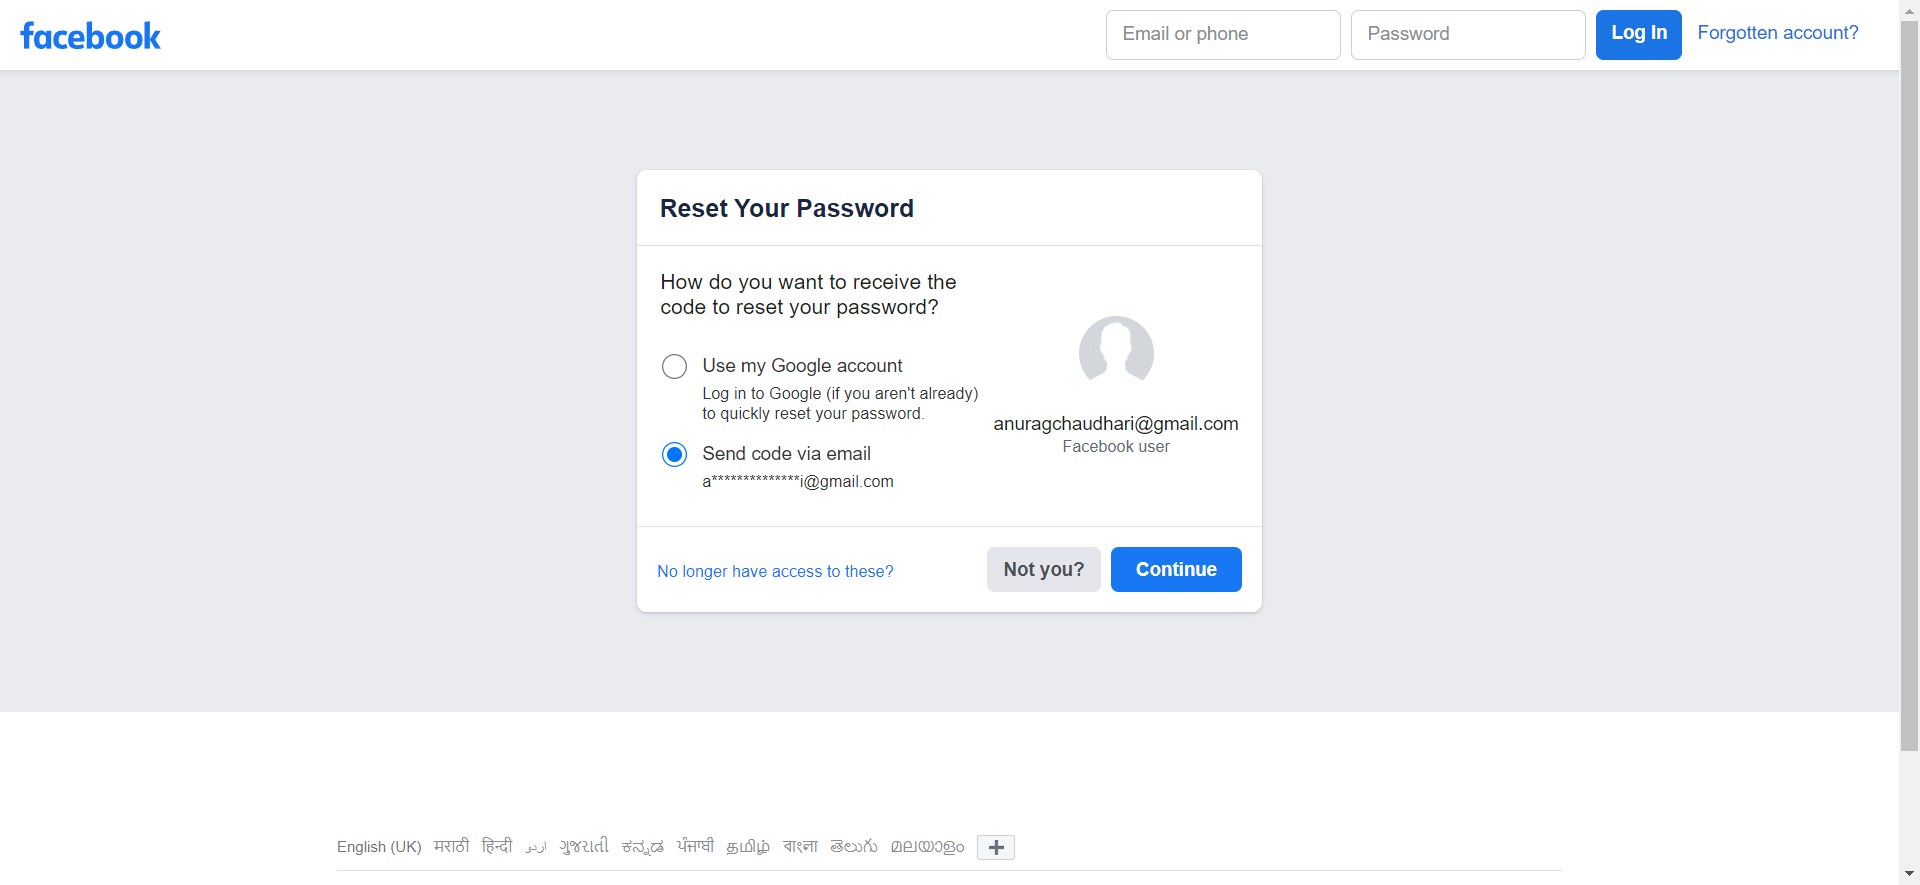 facebook
Email or phone
Password
Log In
Forgotten account?
Reset Your Password
How do you want to receive the
code to reset your password?
Use my Google account
Log in to Google (if you aren't already)
to quickly reset your password.
Send code via email
a**************i@gmail.com
anuragchaudhari@gmail.com
Facebook user
No longer have access to these?
Not you?
Continue
English (UK) मराठी हिन्दी اردو ગુજરાતી ಕನ್ನಡ ਪੰਜਾਬੀ தமிழ் বাংলা తెలుగు മലയാളം